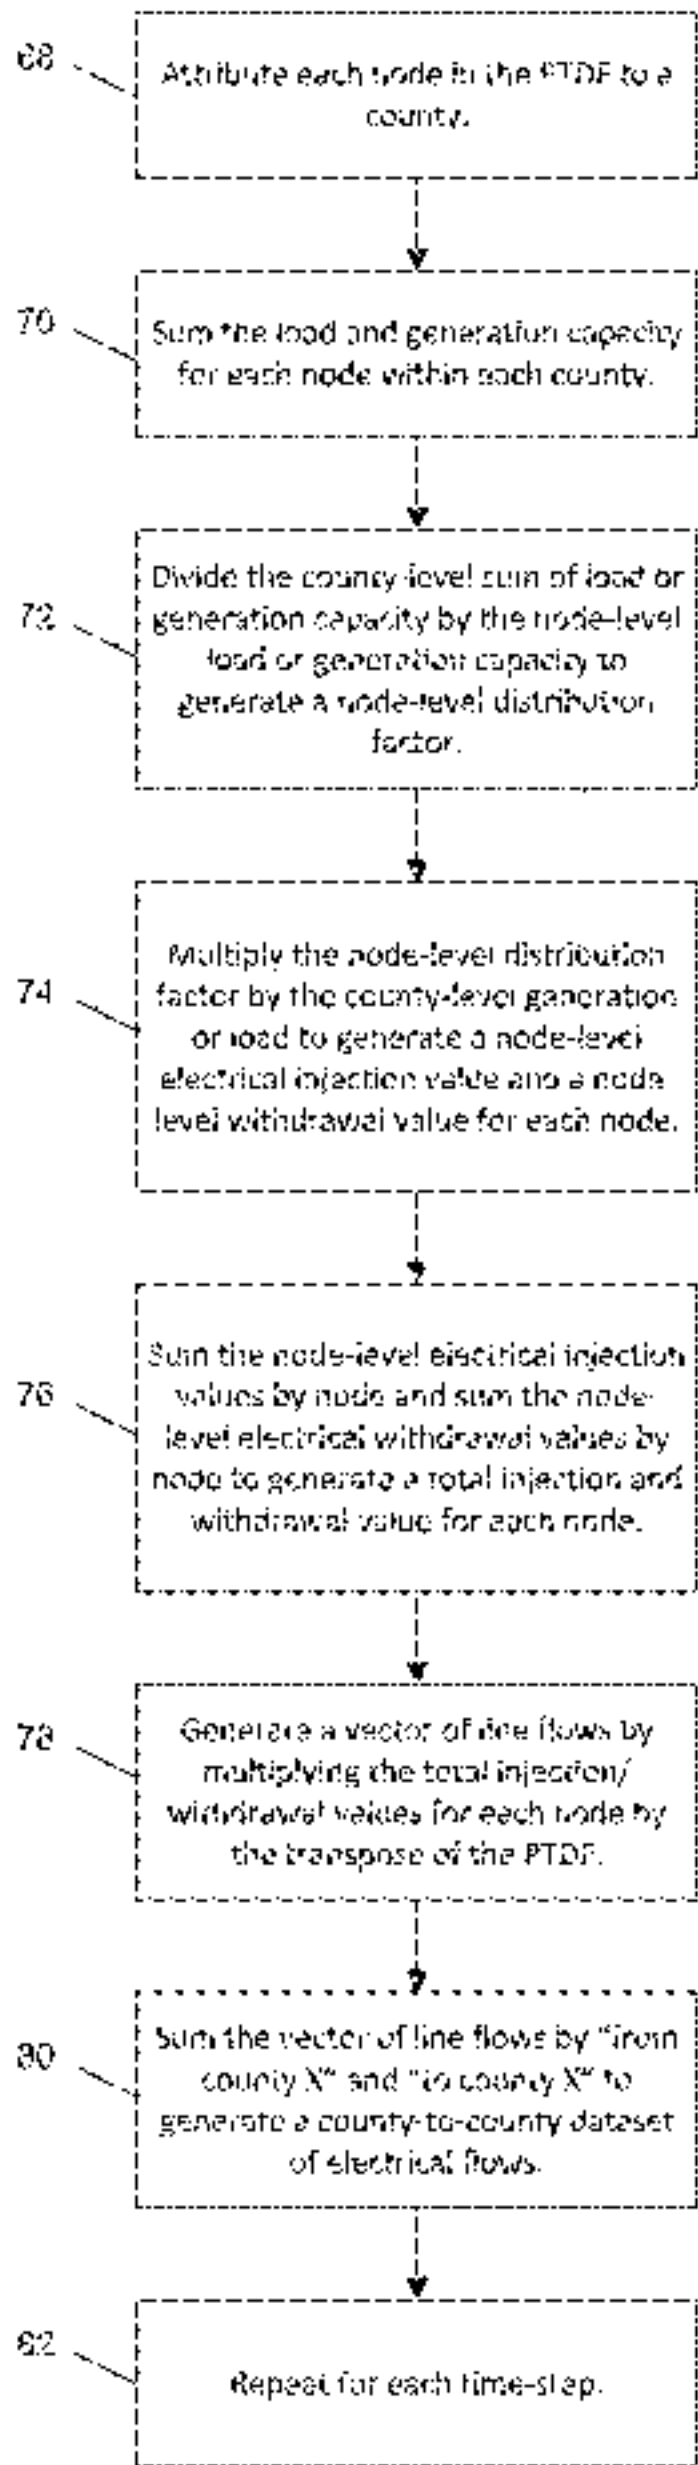 68
Attribute each node in the PTDF to a
county.
70
Sum the load and generation capacity
for each node within each county.
72
Divide the county-level sum of load or
generation capacity by the node-level
load or generation capacity to
generate a node-level distribution
factor.
74
Multiply the node-level distribution
factor by the county-level generation
or load to generate a node-level
electrical injection value and a node
level withdrawal value for each node.
76
Sum the node-level electrical injection
values by node and sum the node-
level electrical withdrawal values by
node to generate a total injection and
withdrawal value for each node.
78
Generate a vector of line flows by
multiplying the total injection/
withdrawal values for each node by
the transpose of the PTDF.
80
Sum the vector of line flows by "from
county X" and "to county X" to
generate a county-to-county dataset
of electrical flows.
82
Repeat for each time-step.